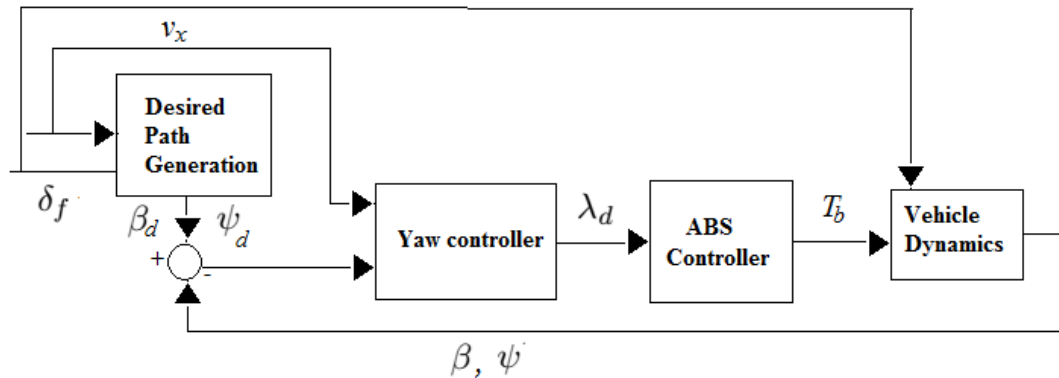 v_x
Desired
Path
Generation
δ_f
β_d ψ_d
+
-
Yaw controller
λ_d
ABS
Controller
T_b
Vehicle
Dynamics
β, ψ